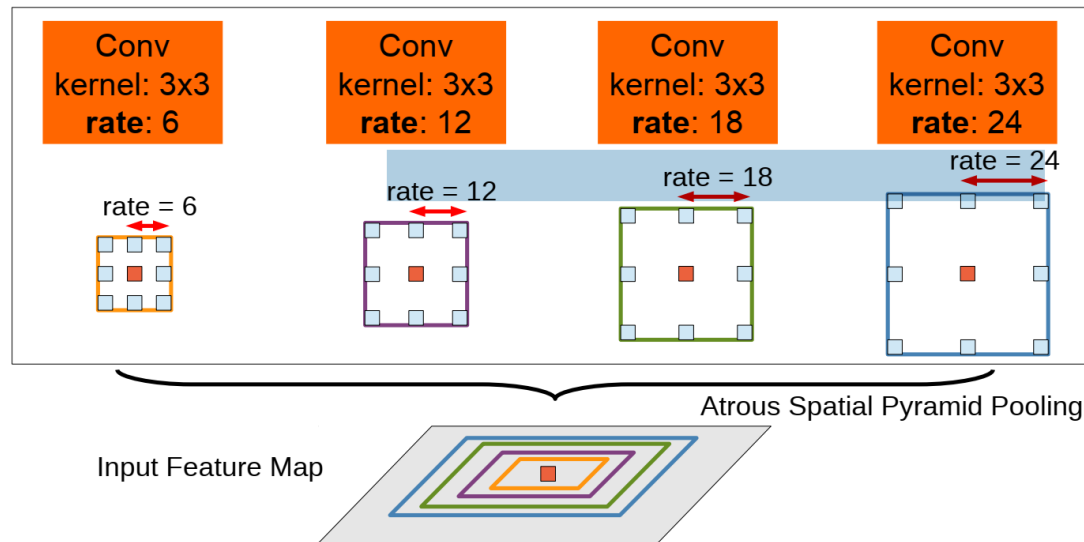 Conv
kernel: 3x3
rate: 6
Conv
kernel: 3x3
rate: 12
Conv
kernel: 3x3
rate: 18
Conv
kernel: 3x3
rate: 24
rate = 6
rate = 12
rate = 18
rate = 24
Atrous Spatial Pyramid Pooling
Input Feature Map